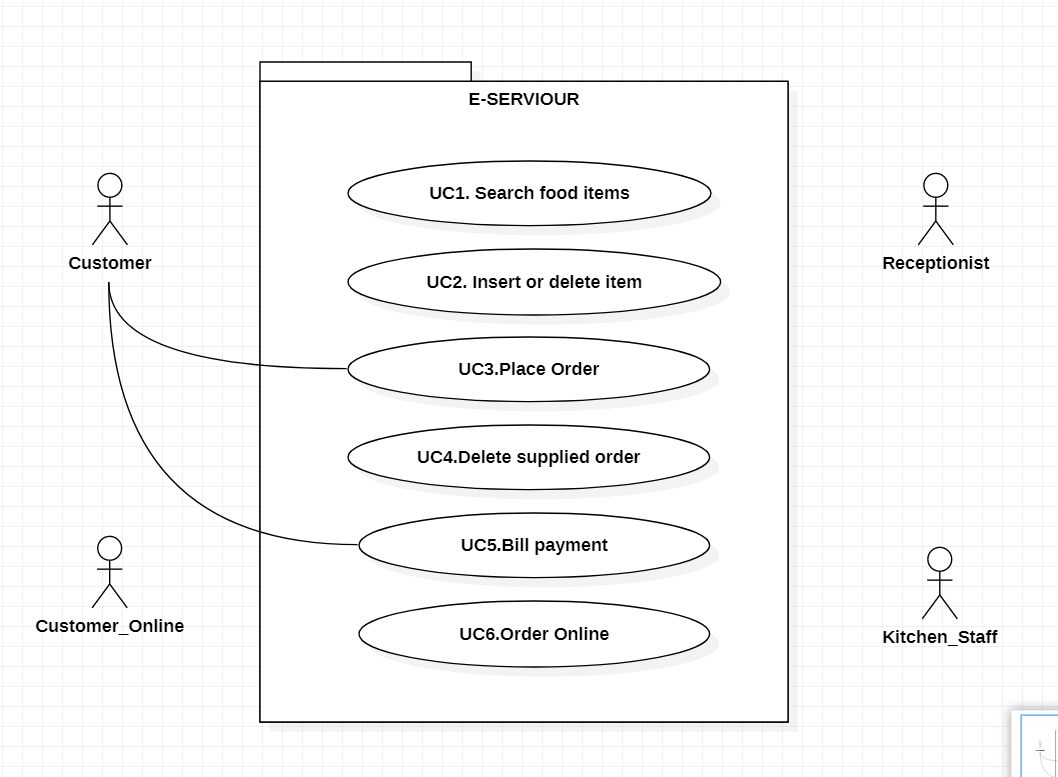 E-SERVIOUR
UC1. Search food items
Customer
Receptionist
UC2. Insert or delete item
UC3.Place Order
UC4.Delete supplied order
UC5.Bill payment
Customer_Online
UC6.Order Online
Kitchen_Staff